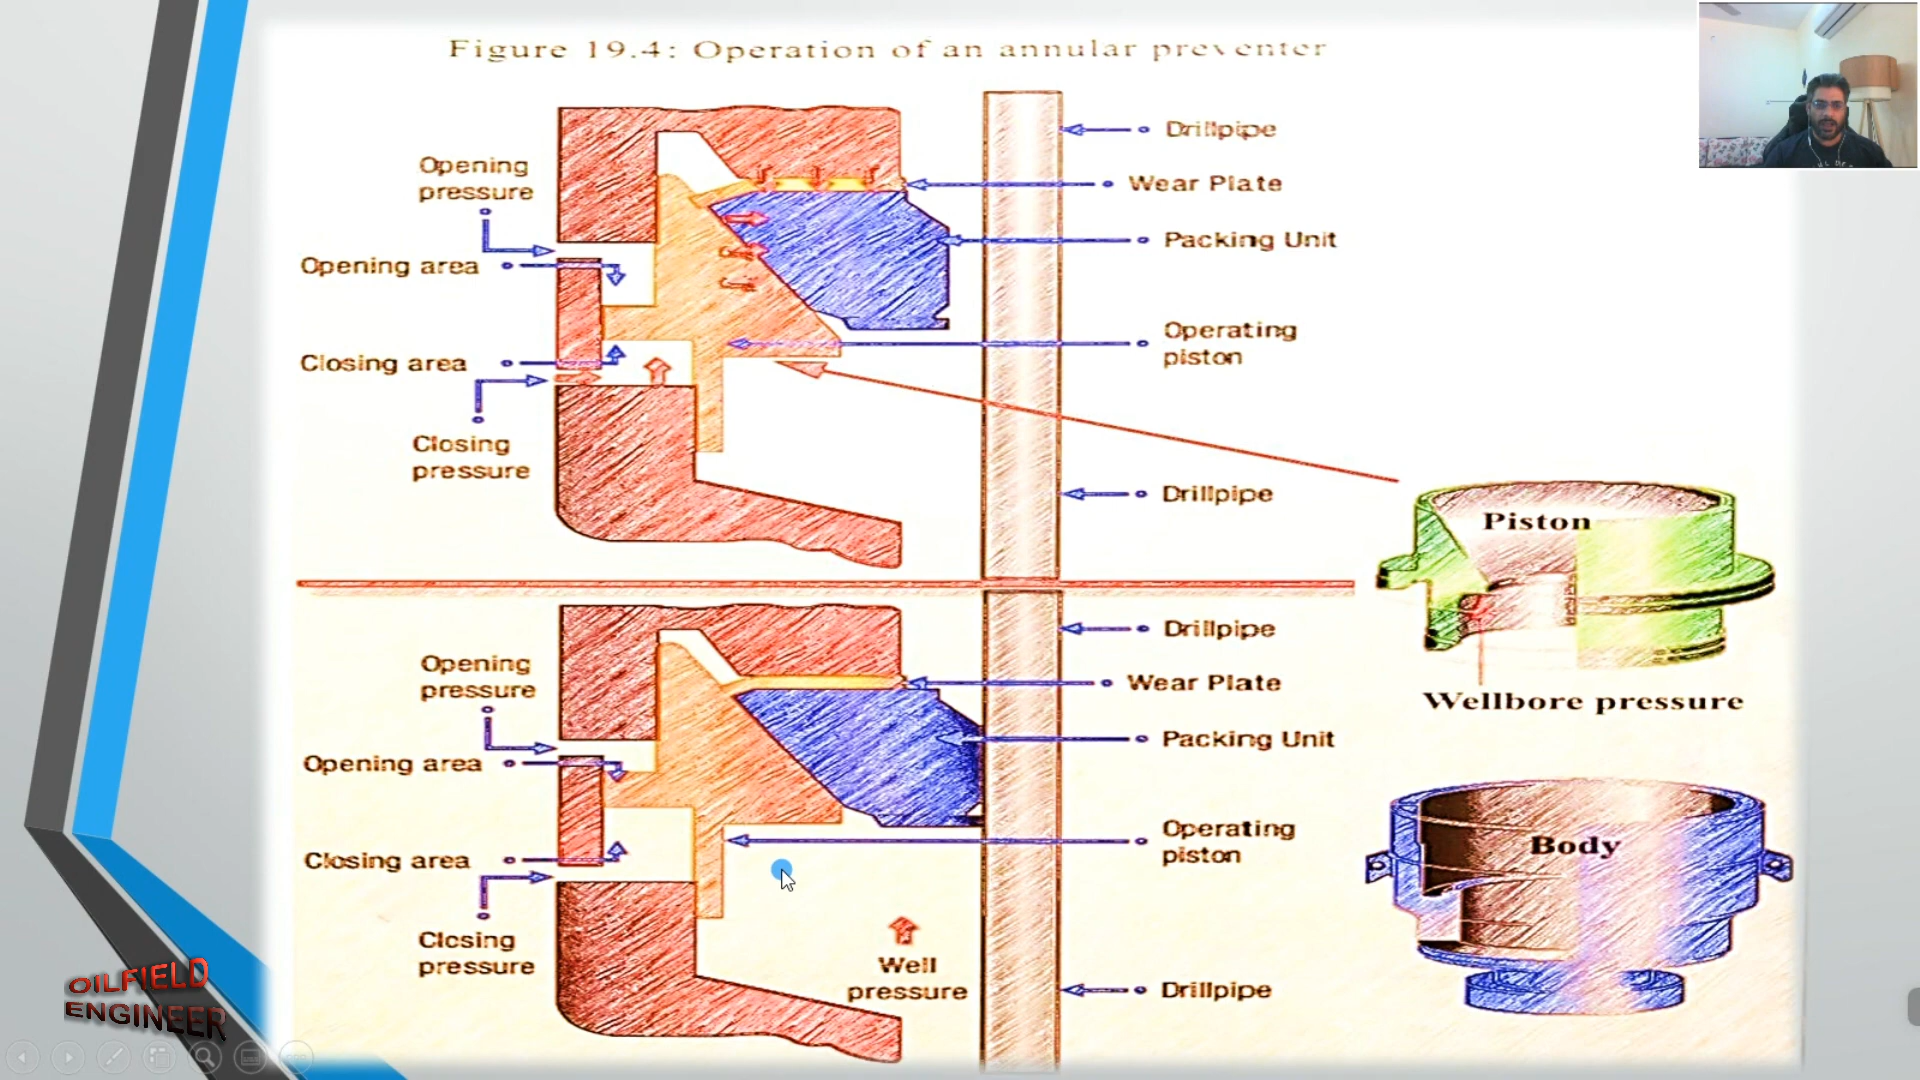 Figure 19.4: Operation of an annular preventer
Opening
pressure
Opening area
Closing area
Closing
pressure
Drillpipe
Wear Plate
Packing Unit
Operating
piston
Drillpipe
Piston
Wellbore pressure
Opening
pressure
Opening area
Closing area
Closing
pressure
Drillpipe
Wear Plate
Packing Unit
Operating
piston
Well
pressure
Drillpipe
Body
OILFIELD
ENGINEER